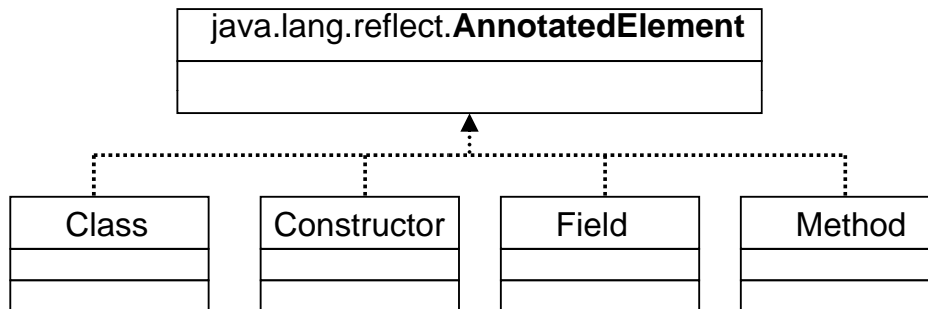 java.lang.reflect.AnnotatedElement
Class
Constructor
Field
Method